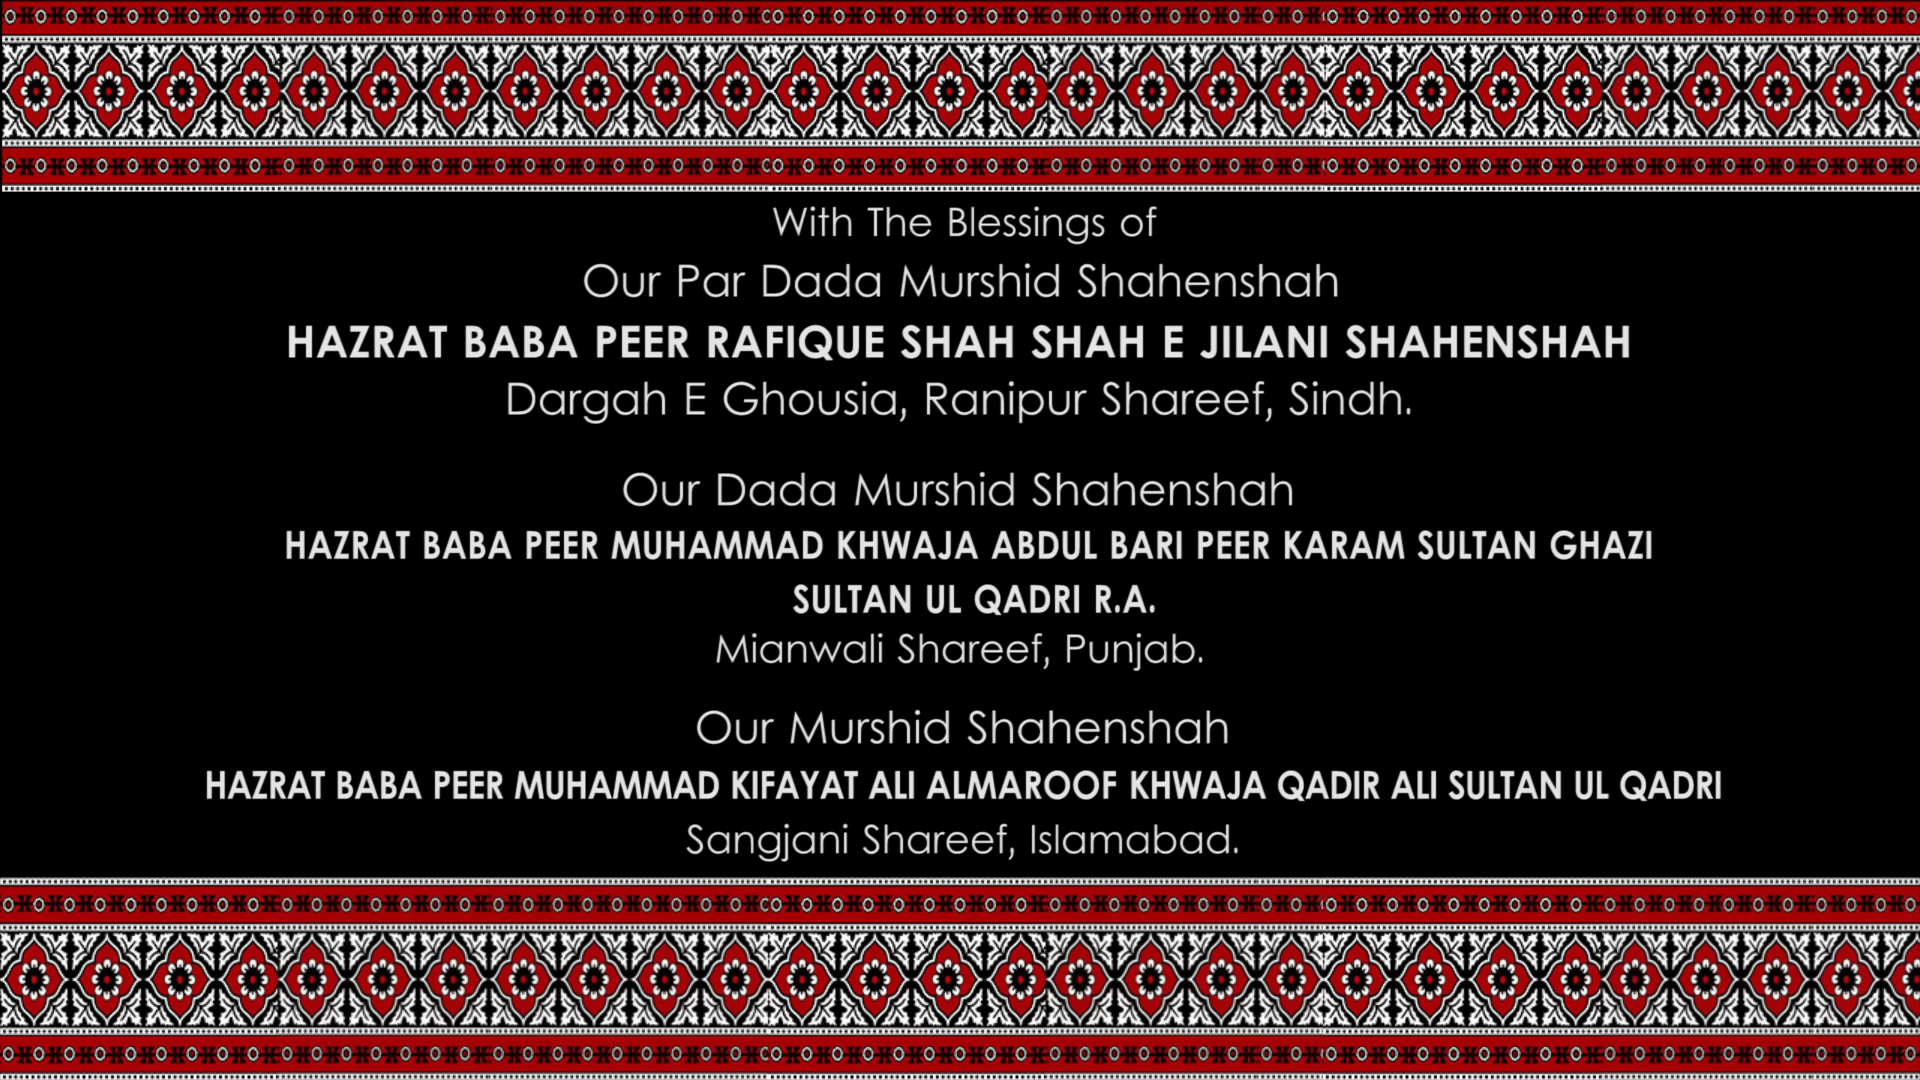 With The Blessings of
Our Par Dada Murshid Shahenshah
HAZRAT BABA PEER RAFIQUE SHAH SHAH E JILANI SHAHENSHAH
Dargah E Ghousia, Ranipur Shareef, Sindh.
Our Dada Murshid Shahenshah
HAZRAT BABA PEER MUHAMMAD KHWAJA ABDUL BARI PEER KARAM SULTAN GHAZI
SULTAN UL QADRI R.A.
Mianwali Shareef, Punjab.
Our Murshid Shahenshah
HAZRAT BABA PEER MUHAMMAD KIFAYAT ALI ALMAROOF KHWAJA QADIR ALI SULTAN UL QADRI
Sangjani Shareef, Islamabad.